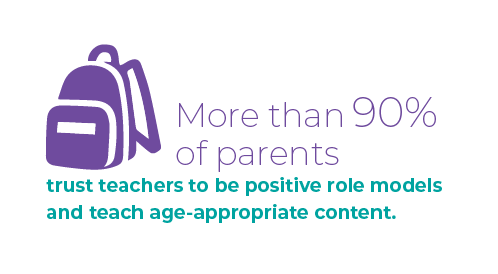 More than 90%
of parents
trust teachers to be positive role models
and teach age-appropriate content.